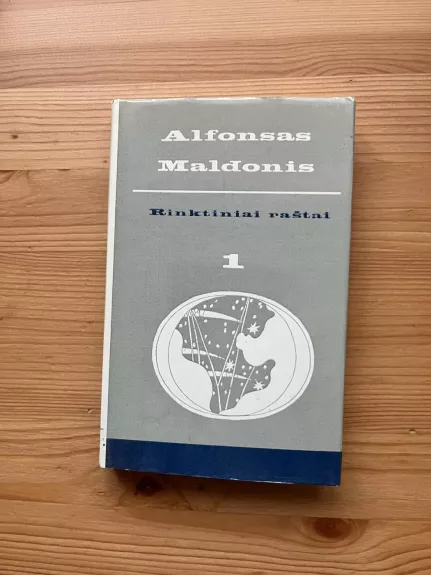 Alfonsas
Maldonis
Rinktiniai raštai
1